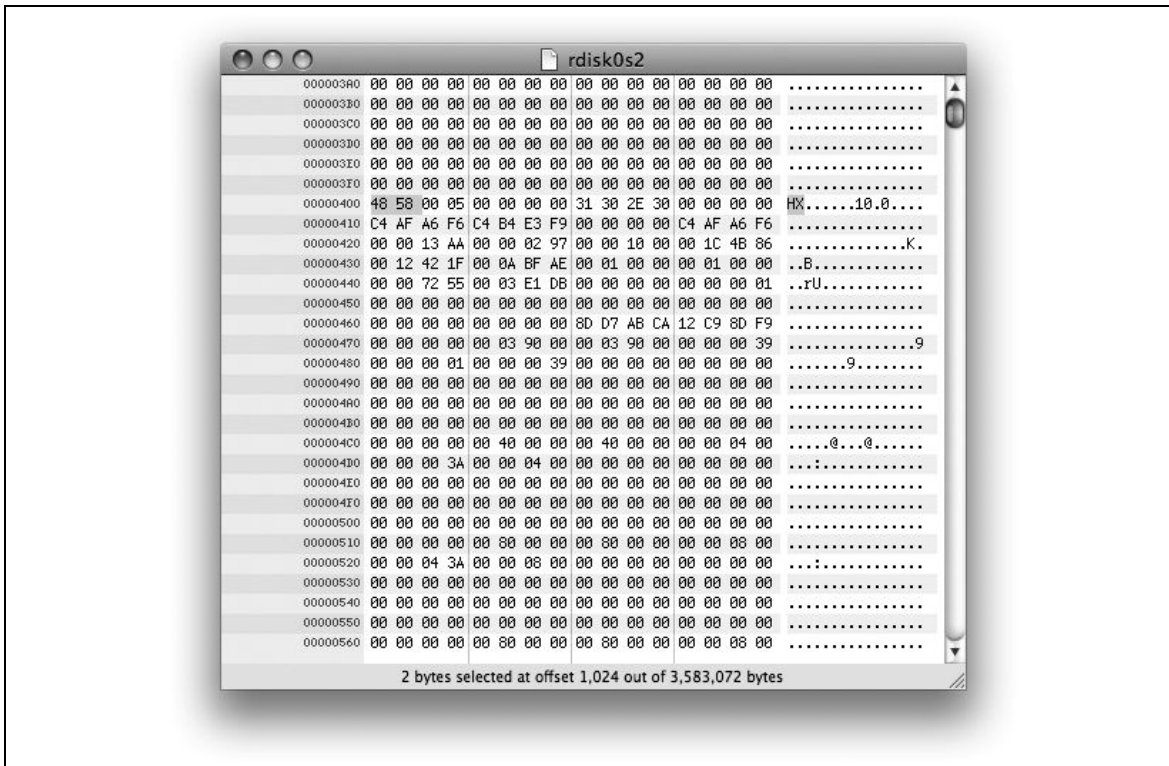 rdisk0s2
000003A0 00 00 00 00 00 00 00 00 00 00 00 00 00 00 00 00 ................
000003B0 00 00 00 00 00 00 00 00 00 00 00 00 00 00 00 00 ................
000003C0 00 00 00 00 00 00 00 00 00 00 00 00 00 00 00 00 ................
000003D0 00 00 00 00 00 00 00 00 00 00 00 00 00 00 00 00 ................
000003E0 00 00 00 00 00 00 00 00 00 00 00 00 00 00 00 00 ................
000003F0 00 00 00 00 00 00 00 00 00 00 00 00 00 00 00 00 ................
00000400 48 58 00 05 00 00 00 00 31 30 2E 30 00 00 00 00 HX......10.0....
00000410 C4 AF A6 F6 C4 B4 E3 F9 00 00 00 00 C4 AF A6 F6 ................
00000420 00 00 13 AA 00 00 02 97 00 00 10 00 00 1C 4B 86 ..............K.
00000430 00 12 42 1F 00 0A BF AE 00 01 00 00 00 01 00 00 ..B.............
00000440 00 00 72 55 00 03 E1 DB 00 00 00 00 00 00 00 01 ..rU............
00000450 00 00 00 00 00 00 00 00 00 00 00 00 00 00 00 00 ................
00000460 00 00 00 00 00 00 00 00 8D D7 AB CA 12 C9 8D F9 ................
00000470 00 00 00 00 00 03 90 00 00 03 90 00 00 00 00 39 ...............9
00000480 00 00 00 01 00 00 00 39 00 00 00 00 00 00 00 00 .......9........
00000490 00 00 00 00 00 00 00 00 00 00 00 00 00 00 00 00 ................
000004A0 00 00 00 00 00 00 00 00 00 00 00 00 00 00 00 00 ................
000004B0 00 00 00 00 00 00 00 00 00 00 00 00 00 00 00 00 ................
000004C0 00 00 00 00 00 40 00 00 00 40 00 00 00 00 04 00 .....@...@......
000004D0 00 00 00 3A 00 00 04 00 00 00 00 00 00 00 00 00 ...:............
000004E0 00 00 00 00 00 00 00 00 00 00 00 00 00 00 00 00 ................
000004F0 00 00 00 00 00 00 00 00 00 00 00 00 00 00 00 00 ................
00000500 00 00 00 00 00 00 00 00 00 00 00 00 00 00 00 00 ................
00000510 00 00 00 00 00 80 00 00 00 80 00 00 00 00 08 00 ................
00000520 00 00 04 3A 00 00 08 00 00 00 00 00 00 00 00 00 ...:............
00000530 00 00 00 00 00 00 00 00 00 00 00 00 00 00 00 00 ................
00000540 00 00 00 00 00 00 00 00 00 00 00 00 00 00 00 00 ................
00000550 00 00 00 00 00 00 00 00 00 00 00 00 00 00 00 00 ................
00000560 00 00 00 00 00 80 00 00 00 80 00 00 00 00 08 00 ................
2 bytes selected at offset 1,024 out of 3,583,072 bytes